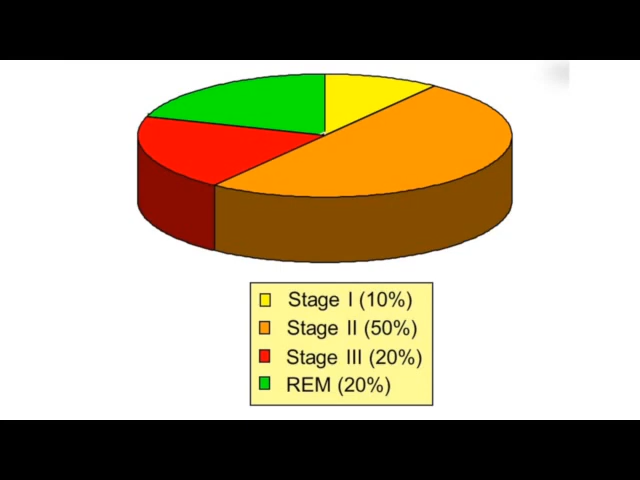 Stage I (10%)
Stage II (50%)
Stage III (20%)
REM (20%)